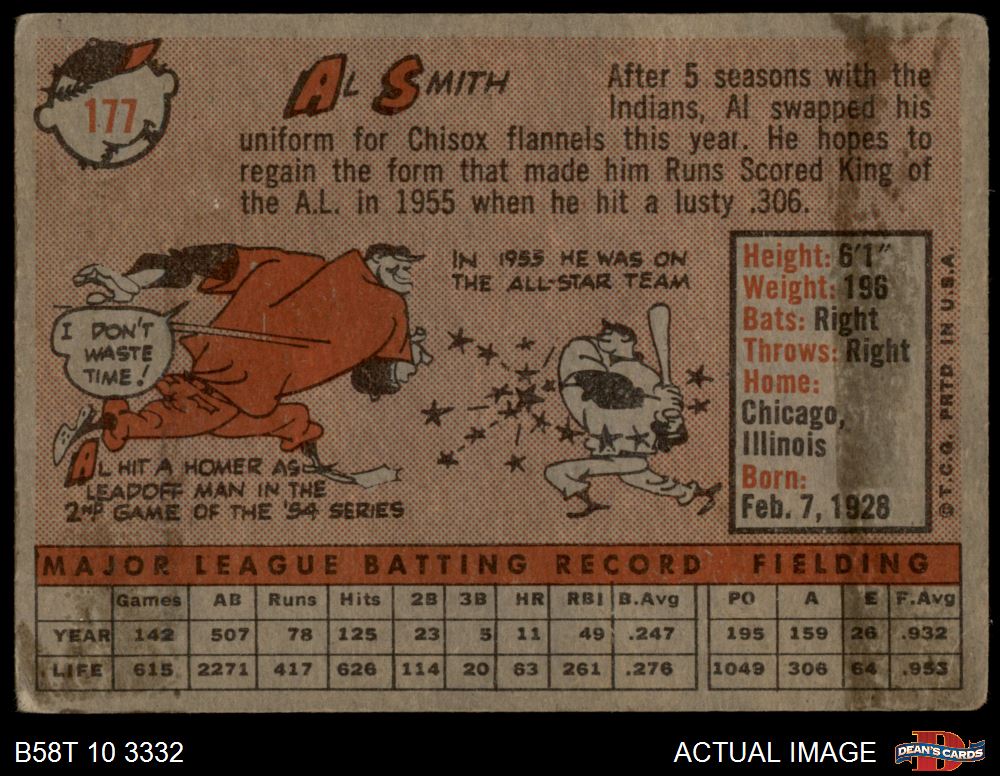 177
AL SMITH
After 5 seasons with the
Indians, Al swapped his
uniform for Chisox flannels this year. He hopes to
regain the form that made him Runs Scored King of
the A.L. in 1955 when he hit a lusty .306.
IN 1955 HE WAS ON
THE ALL-STAR TEAM
I DON'T
WASTE
TIME!
AL HIT A HOMER AS
LEADOFF MAN IN THE
2ND GAME OF THE '54 SERIES
Height: 6'1"
Weight: 196
Bats: Right
Throws: Right
Home:
Chicago,
Illinois
Born:
Feb. 7, 1928
© T.C.G. PRTD. IN U.S.A.
MAJOR LEAGUE BATTING RECORD FIELDING
Games AB Runs Hits 2B 3B HR RBI B.Avg PO A E F.Avg
YEAR 142 507 78 125 23 5 11 49 .247 195 159 26 .932
LIFE 615 2271 417 626 114 20 63 261 .276 1049 306 64 .953
B58T 10 3332
ACTUAL IMAGE
DEAN'S CARDS